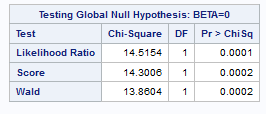 Testing Global Null Hypothesis: BETA=0
Test Chi-Square DF Pr > ChiSq
Likelihood Ratio 14.5154 1 0.0001
Score 14.3006 1 0.0002
Wald 13.8604 1 0.0002